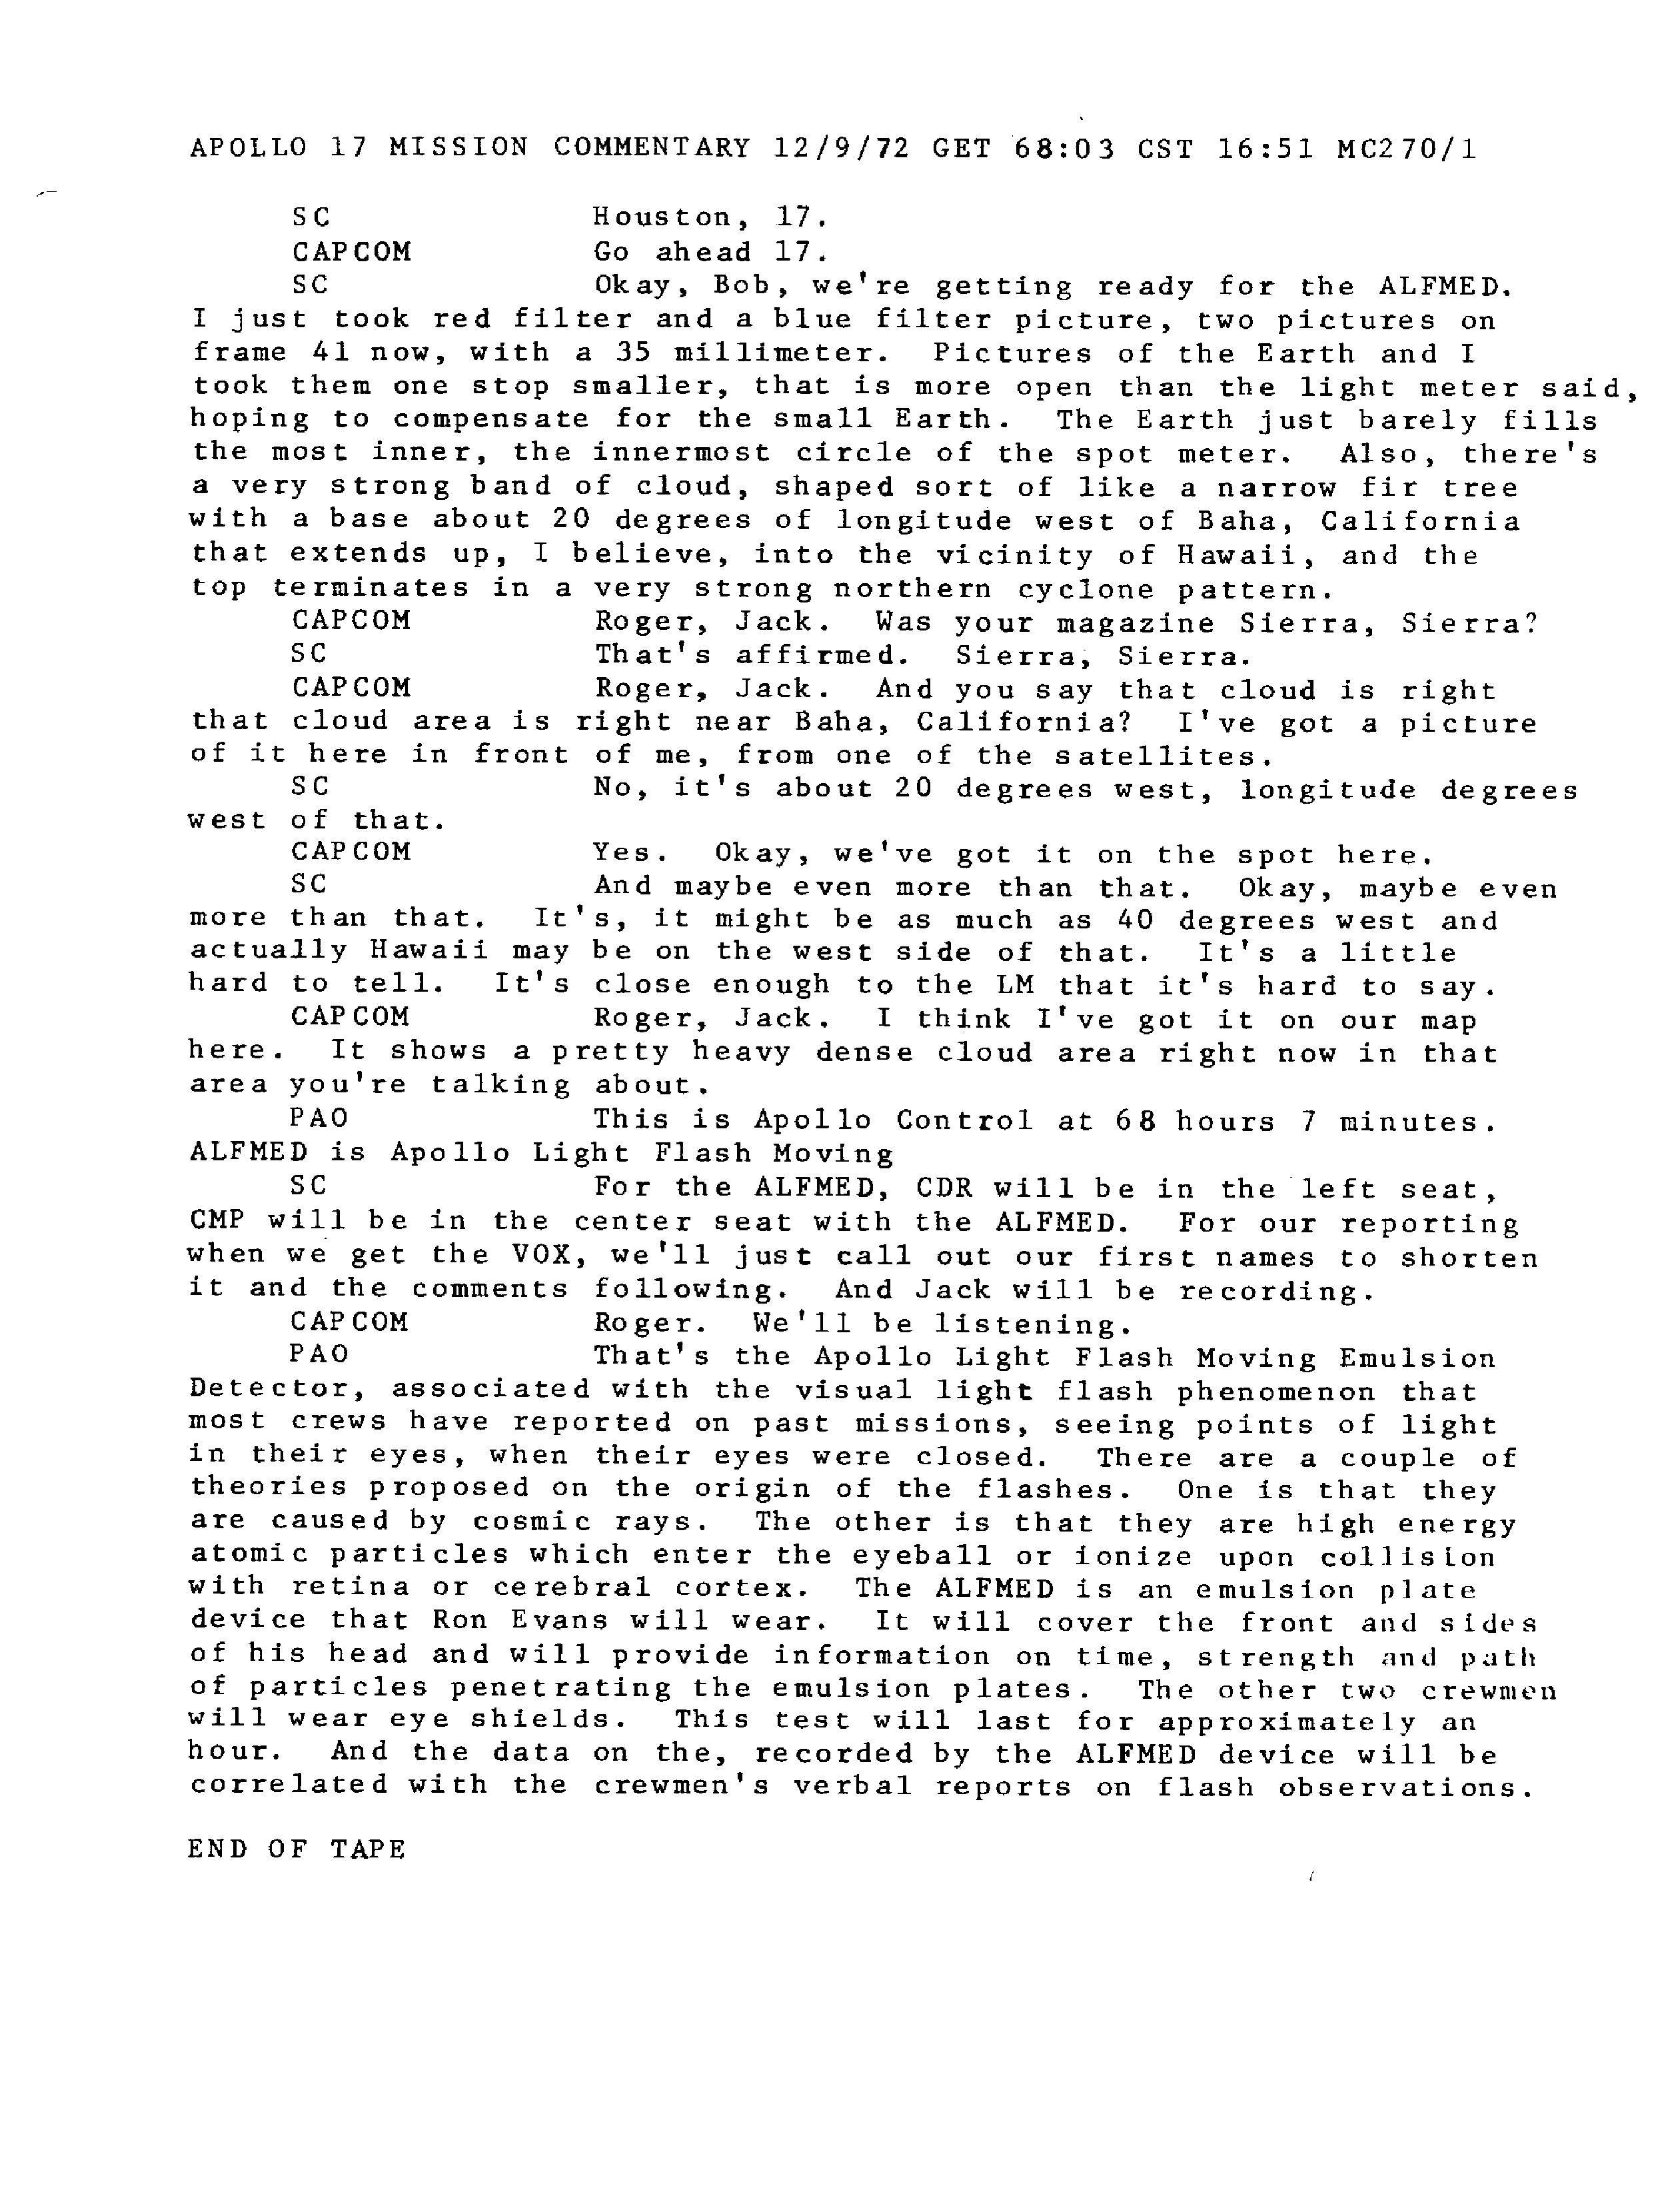 APOLLO 17 MISSION COMMENTARY 12/9/72 GET 68:03 CST 16:51 MC270/1
SC Houston, 17.
CAPCOM Go ahead 17.
SC Okay, Bob, we're getting ready for the ALFMED.
I just took red filter and a blue filter picture, two pictures on
frame 41 now, with a 35 millimeter. Pictures of the Earth and I
took them one stop smaller, that is more open than the light meter said,
hoping to compensate for the small Earth. The Earth just barely fills
the most inner, the innermost circle of the spot meter. Also, there's
a very strong band of cloud, shaped sort of like a narrow fir tree
with a base about 20 degrees of longitude west of Baha, California
that extends up, I believe, into the vicinity of Hawaii, and the
top terminates in a very strong northern cyclone pattern.
CAPCOM Roger, Jack. Was your magazine Sierra, Sierra?
SC That's affirmed. Sierra, Sierra.
CAPCOM Roger, Jack. And you say that cloud is right
that cloud area is right near Baha, California? I've got a picture
of it here in front of me, from one of the satellites.
SC No, it's about 20 degrees west, longitude degrees
west of that.
CAPCOM Yes. Okay, we've got it on the spot here.
SC And maybe even more than that. Okay, maybe even
more than that. It's, it might be as much as 40 degrees west and
actually Hawaii may be on the west side of that. It's a little
hard to tell. It's close enough to the LM that it's hard to say.
CAPCOM Roger, Jack. I think I've got it on our map
here. It shows a pretty heavy dense cloud area right now in that
area you're talking about.
PAO This is Apollo Control at 68 hours 7 minutes.
ALFMED is Apollo Light Flash Moving
SC For the ALFMED, CDR will be in the left seat,
CMP will be in the center seat with the ALFMED. For our reporting
when we get the VOX, we'll just call out our first names to shorten
it and the comments following. And Jack will be recording.
CAPCOM Roger. We'll be listening.
PAO That's the Apollo Light Flash Moving Emulsion
Detector, associated with the visual light flash phenomenon that
most crews have reported on past missions, seeing points of light
in their eyes, when their eyes were closed. There are a couple of
theories proposed on the origin of the flashes. One is that they
are caused by cosmic rays. The other is that they are high energy
atomic particles which enter the eyeball or ionize upon collision
with retina or cerebral cortex. The ALFMED is an emulsion plate
device that Ron Evans will wear. It will cover the front and sides
of his head and will provide information on time, strength and path
of particles penetrating the emulsion plates. The other two crewmen
will wear eye shields. This test will last for approximately an
hour. And the data on the, recorded by the ALFMED device will be
correlated with the crewmen's verbal reports on flash observations.
END OF TAPE